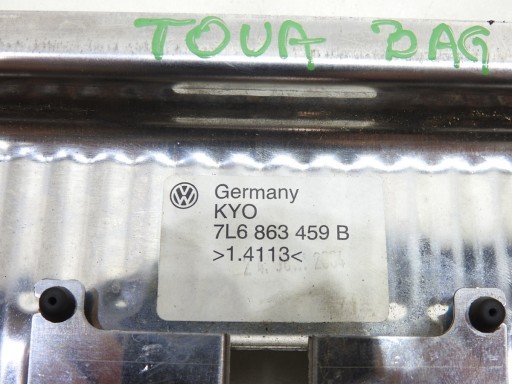 TOUA BAG
Germany
KYO
7L6 863 459 B
>1.4113<